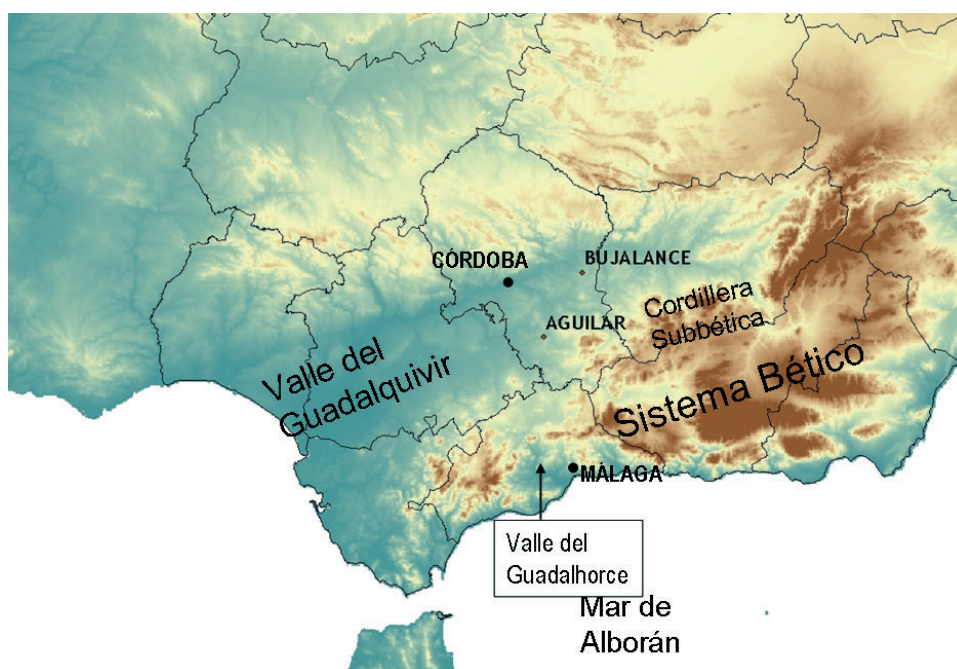 BUJALANCE
CÓRDOBA
Cordillera
Subbética
AGUILAR
Valle del
Guadalquivir
Sistema Bético
MÁLAGA
Valle del
Guadalhorce
Mar de
Alborán